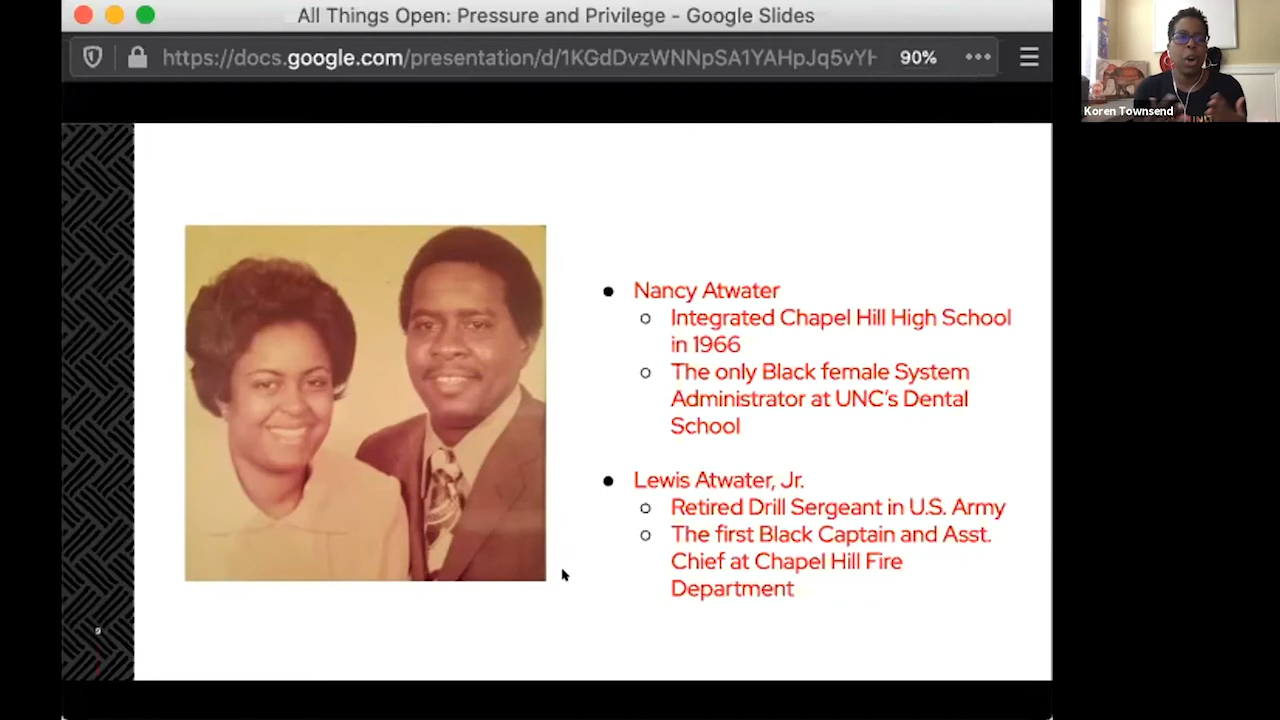 All Things Open: Pressure and Privilege - Google Slides
https://docs.google.com/presentation/d/1KGdDvzWNNpSA1YAHpJq5vYH
90%
Koren Townsend
Nancy Atwater
Integrated Chapel Hill High School
in 1966
The only Black female System
Administrator at UNC's Dental
School
Lewis Atwater, Jr.
Retired Drill Sergeant in U.S. Army
The first Black Captain and Asst.
Chief at Chapel Hill Fire
Department
9